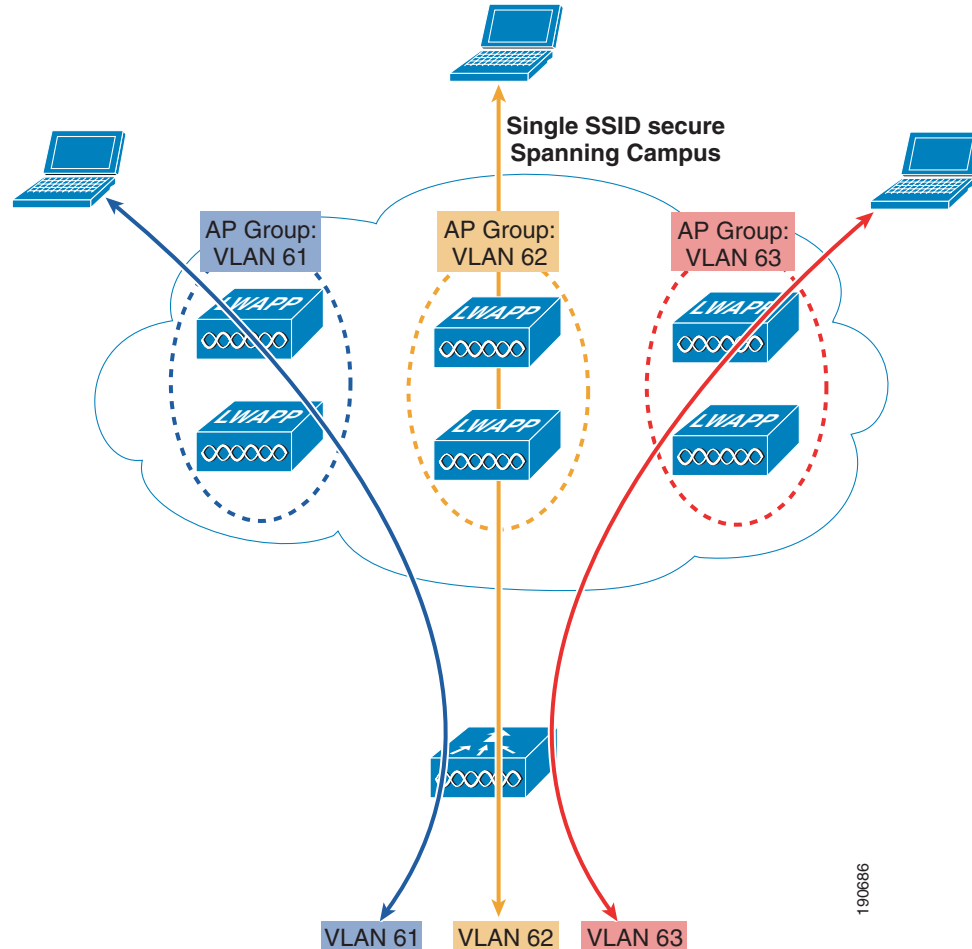 Single SSID secure
Spanning Campus
AP Group:
VLAN 61
AP Group:
VLAN 62
AP Group:
VLAN 63
LWAPP
LWAPP
LWAPP
LWAPP
LWAPP
LWAPP
190686
VLAN 61
VLAN 62
VLAN 63